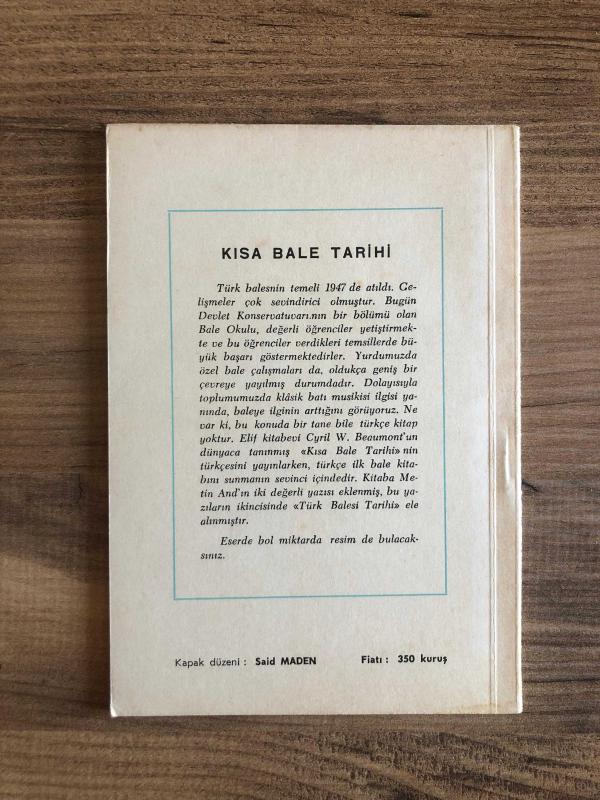 KISA BALE TARİHİ
Türk balesnin temeli 1947 de atıldı. Ge-
lişmeler çok sevindirici olmuştur. Bugün
Devlet Konservatuvarı.nın bir bölümü olan
Bale Okulu, değerli öğrenciler yetiştirmek-
te ve bu öğrenciler verdikleri temsillerde bü-
yük başarı göstermektedirler. Yurdumuzda
özel bale çalışmaları da, oldukça geniş bir
çevreye yayılmış durumdadır. Dolayısıyla
toplumumuzda klâsik batı musikisi ilgisi ya-
nında, baleye ilginin arttığını görüyoruz. Ne
var ki, bu konuda bir tane bile türkçe kitap
yoktur. Elif kitabevi Cyril W. Beaumont'un
dünyaca tanınmış «Kısa Bale Tarihi» nin
türkçesini yayınlarken, türkçe ilk bale kita-
bını sunmanın sevinci içindedir. Kitaba Me-
tin And'ın iki değerli yazısı eklenmiş, bu ya-
zıların ikincisinde «Türk Balesi Tarihi» ele
alınmıştır.
Eserde bol miktarda resim de bulacak-
sınız.
Kapak düzeni : Said MADEN Fiatı : 350 kuruş